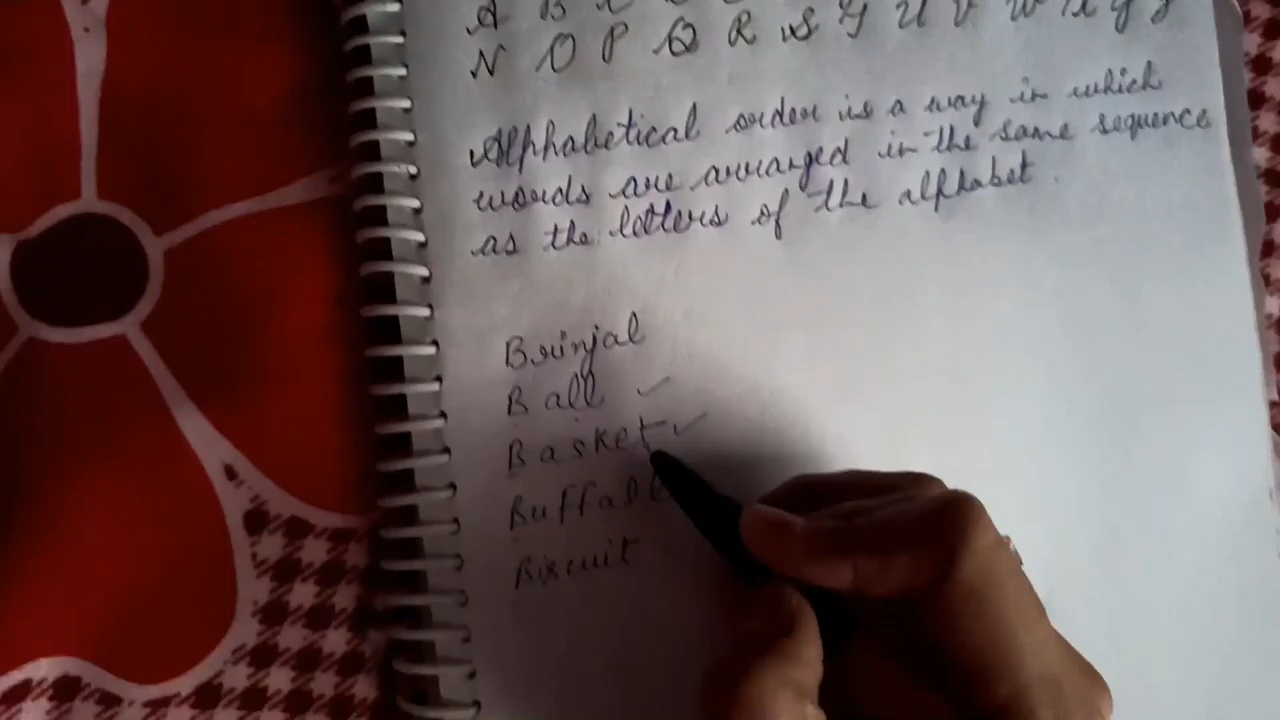 N O P Q R S T U V W X Y Z
Alphabetical order is a way in which
words are arranged in the same sequence
as the letters of the alphabet.
Brinjal
Ball
Basket
Biscuit